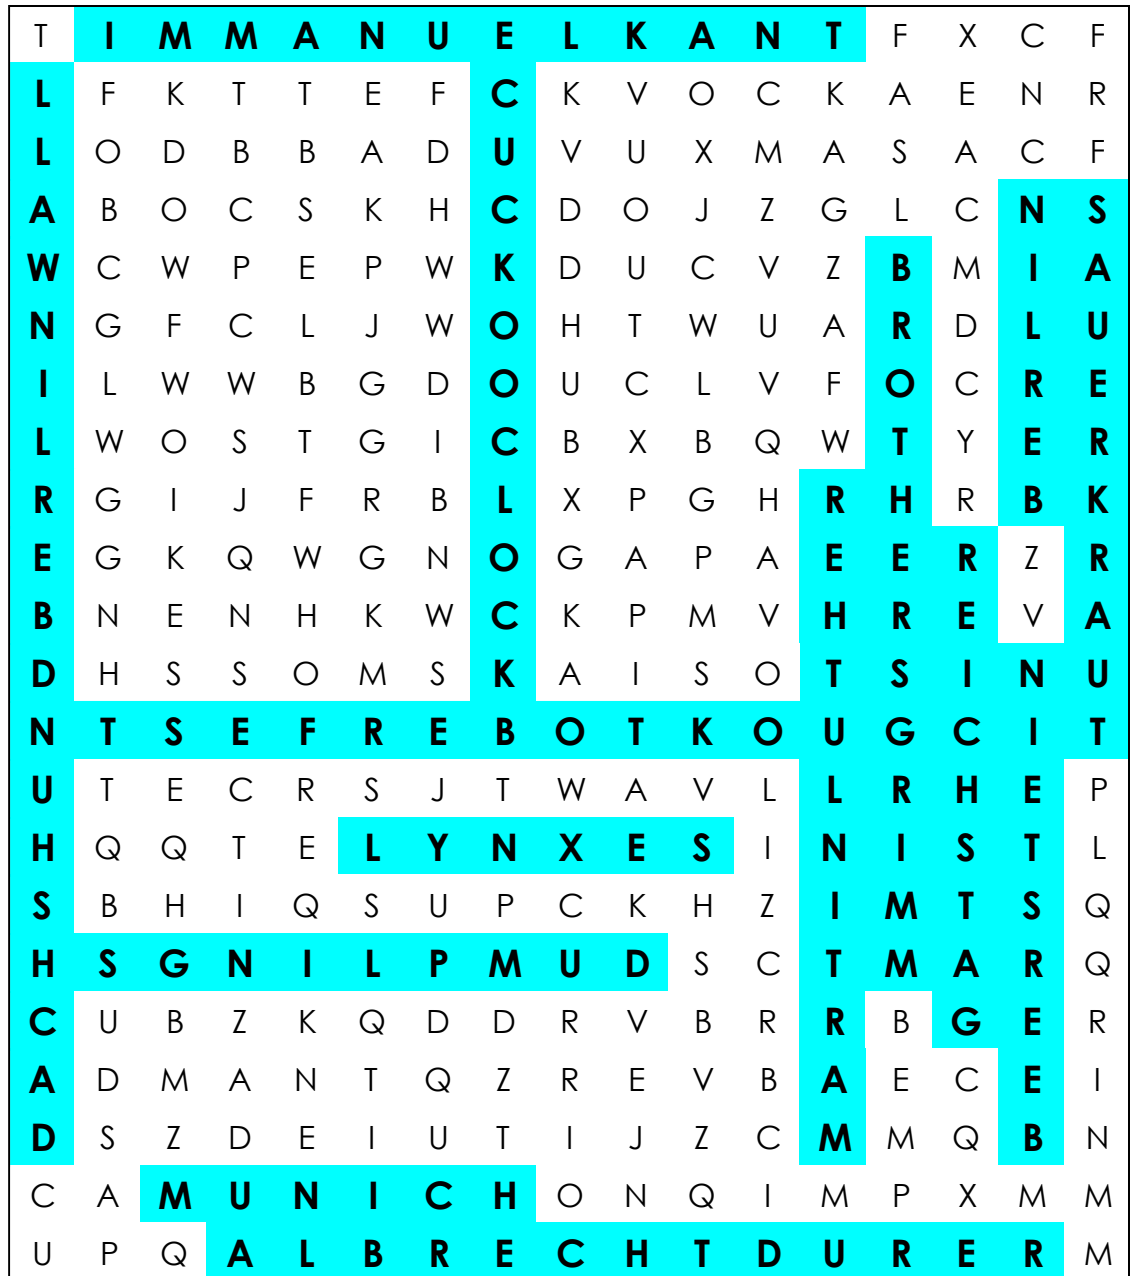 T I M M A N U E L K A N T F X C F
L F K T T E F C K V O C K A E N R
L O D B B A D U V U X M A S A C F
A B O C S K H C D O J Z G L C N S
W C W P E P W K D U C V Z B M I A
N G F C L J W O H T W U A R D L U
I L W W B G D O U C L V F O C R E
L W O S T G I C B X B Q W T Y E R
R G I J F R B L X P G H R H R B K
E G K Q W G N O G A P A E E R Z R
B N E N H K W C K P M V H R E V A
D H S S O M S K A I S O T S I N U
N T S E F R E B O T K O U G C I T
U T E C R S J T W A V L L R H E P
H Q Q T E L Y N X E S I N I S T L
S B H I Q S U P C K H Z I M T S Q
H S G N I L P M U D S C T M A R Q
C U B Z K Q D D R V B R R B G E R
A D M A N T Q Z R E V B A E C E I
D S Z D E I U T I J Z C M M Q B N
C A M U N I C H O N Q I M P X M M
U P Q A L B R E C H T D U R E R M